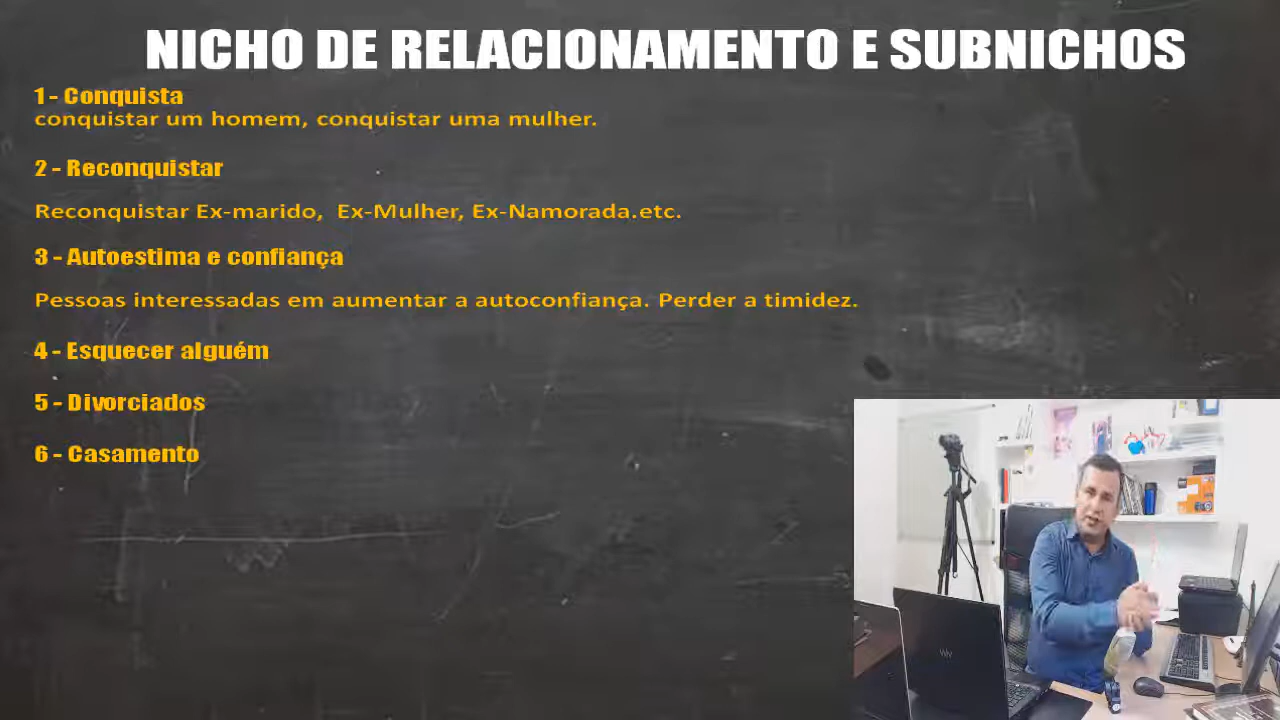 NICHO DE RELACIONAMENTO E SUBNICHOS
1 - Conquista
conquistar um homem, conquistar uma mulher.
2 - Reconquistar
Reconquistar Ex-marido, Ex-Mulher, Ex-Namorada.etc.
3 - Autoestima e confiança
Pessoas interessadas em aumentar a autoconfiança. Perder a timidez.
4 - Esquecer alguém
5 - Divorciados
6 - Casamento